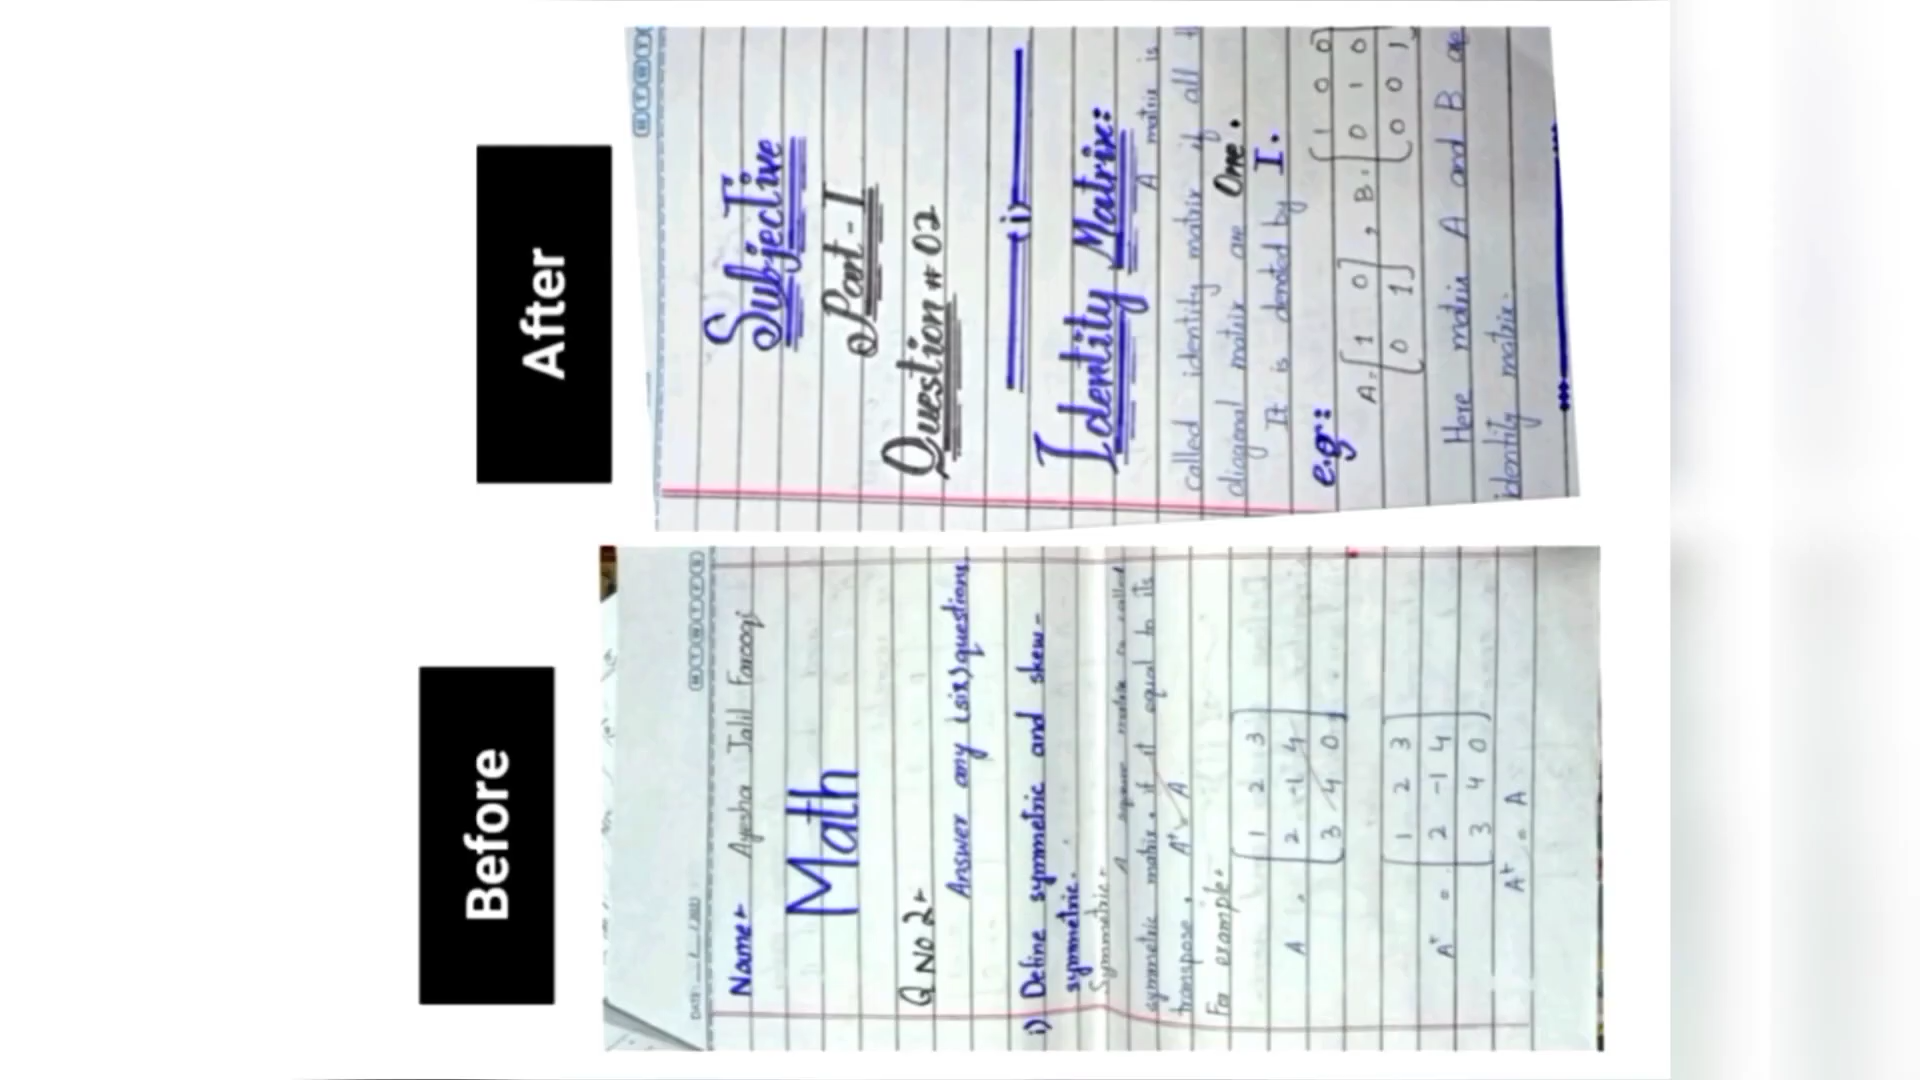 Before
DATE:
Name:- Ayesha Jalil Farooqi
Math
Q NO 2:-
Answer any (six) questions.
i) Define symmetric and skew-
symmetric.
Symmetric:-
A square matrix is called
symmetric matrix, if it equal to its
transpose. Aᵗ A
For example:-
A = [1 2 3
2 -1 4
3 4 0]
Aᵗ = [1 2 3
2 -1 4
3 4 0]
Aᵗ = A
After
M T W T
Subjective
Part-I
Question # 02
(i)
Identity Matrix:
A matrix is
called identity matrix if all
diagonal matrix are One.
It is denoted by I.
e.g:
A = [1 0
0 1], B = [1 0 0
0 1 0
0 0 1]
Here matrix A and B are
identity matrix.